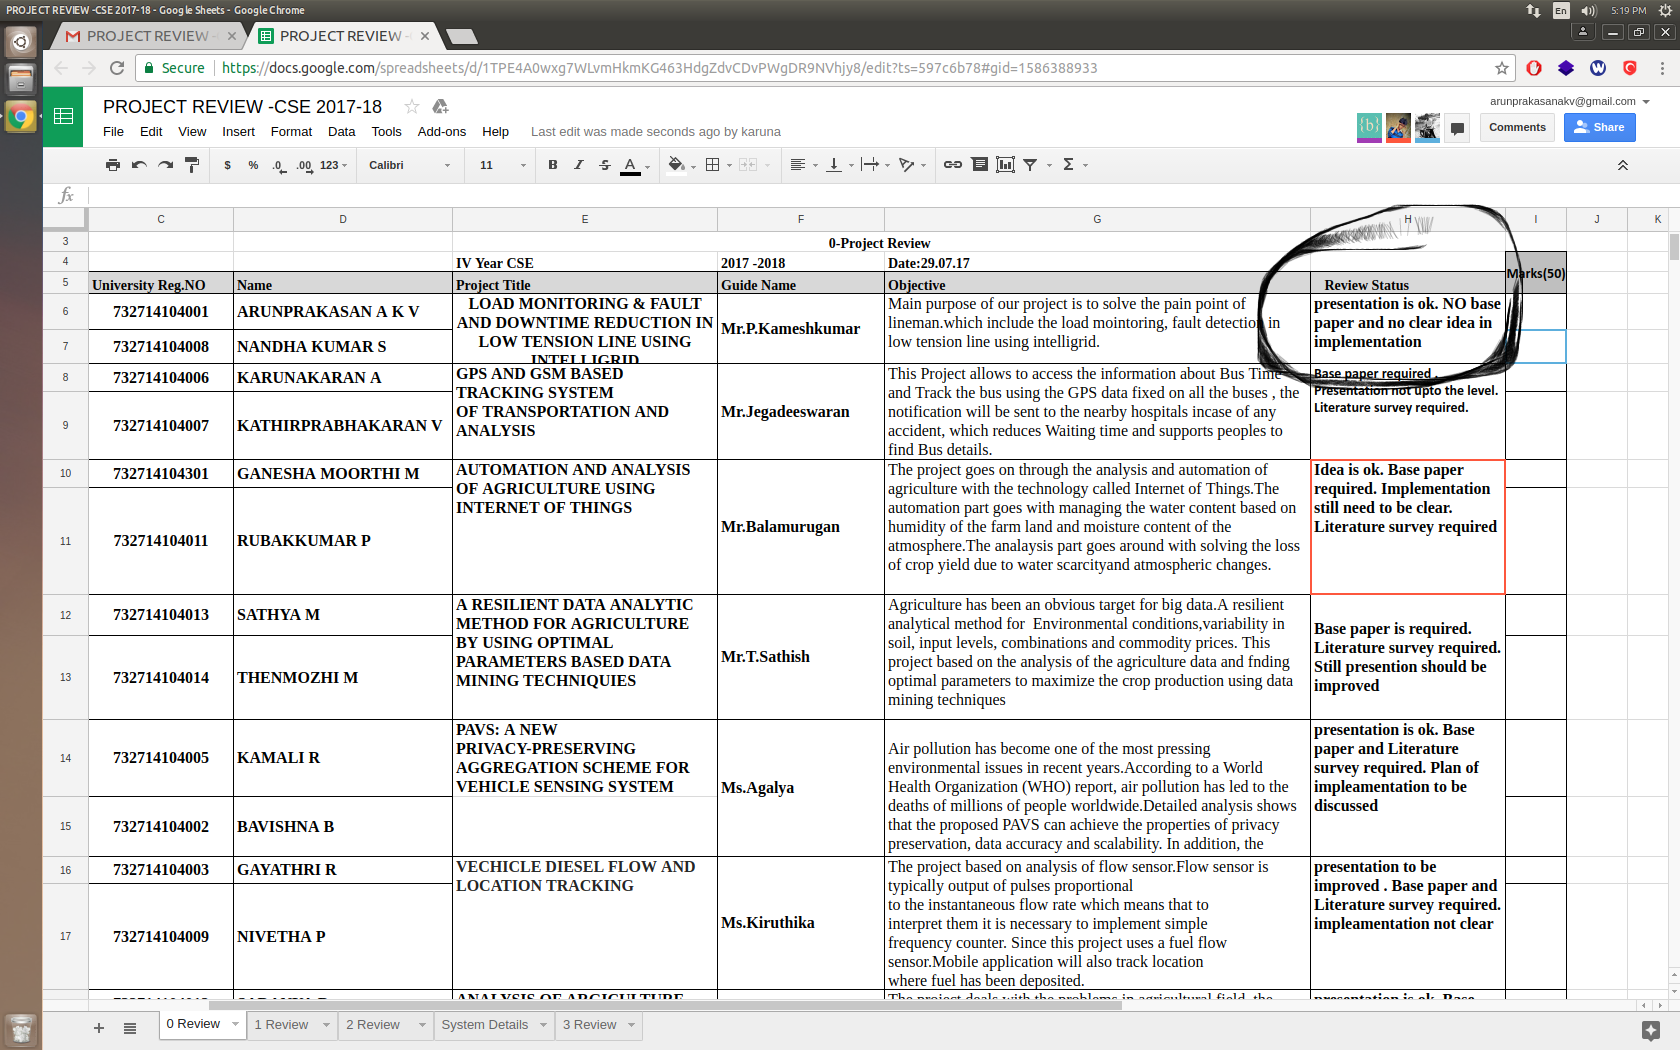 PROJECT REVIEW -CSE 2017-18 - Google Sheets - Google Chrome
En 5:19 PM
PROJECT REVIEW - PROJECT REVIEW -
Secure https://docs.google.com/spreadsheets/d/1TPE4A0wxg7WLvmHkmKG463HdgZdvCDvPWgDR9NVhjy8/edit?ts=597c6b78#gid=1586388933
PROJECT REVIEW -CSE 2017-18
arunprakasanakv@gmail.com
File Edit View Insert Format Data Tools Add-ons Help Last edit was made seconds ago by karuna
{b} Comments Share
$ % .0 .00 123 Calibri 11 B I S A Σ
fx
C D E F G H I J K
3 0-Project Review
4 IV Year CSE 2017 -2018 Date:29.07.17
Marks(50)
5 University Reg.NO Name Project Title Guide Name Objective Review Status
6 732714104001 ARUNPRAKASAN A K V
7 732714104008 NANDHA KUMAR S
LOAD MONITORING & FAULT
AND DOWNTIME REDUCTION IN
LOW TENSION LINE USING
INTELLIGRID
Mr.P.Kameshkumar
Main purpose of our project is to solve the pain point of
lineman.which include the load mointoring, fault detection in
low tension line using intelligrid.
presentation is ok. NO base
paper and no clear idea in
implementation
8 732714104006 KARUNAKARAN A
9 732714104007 KATHIRPRABHAKARAN V
GPS AND GSM BASED
TRACKING SYSTEM
OF TRANSPORTATION AND
ANALYSIS
Mr.Jegadeeswaran
This Project allows to access the information about Bus Time
and Track the bus using the GPS data fixed on all the buses , the
notification will be sent to the nearby hospitals incase of any
accident, which reduces Waiting time and supports peoples to
find Bus details.
Base paper required .
Presentation not upto the level.
Literature survey required.
10 732714104301 GANESHA MOORTHI M
11 732714104011 RUBAKKUMAR P
AUTOMATION AND ANALYSIS
OF AGRICULTURE USING
INTERNET OF THINGS
Mr.Balamurugan
The project goes on through the analysis and automation of
agriculture with the technology called Internet of Things.The
automation part goes with managing the water content based on
humidity of the farm land and moisture content of the
atmosphere.The analaysis part goes around with solving the loss
of crop yield due to water scarcityand atmospheric changes.
Idea is ok. Base paper
required. Implementation
still need to be clear.
Literature survey required
12 732714104013 SATHYA M
13 732714104014 THENMOZHI M
A RESILIENT DATA ANALYTIC
METHOD FOR AGRICULTURE
BY USING OPTIMAL
PARAMETERS BASED DATA
MINING TECHNIQUIES
Mr.T.Sathish
Agriculture has been an obvious target for big data.A resilient
analytical method for Environmental conditions,variability in
soil, input levels, combinations and commodity prices. This
project based on the analysis of the agriculture data and fnding
optimal parameters to maximize the crop production using data
mining techniques
Base paper is required.
Literature survey required.
Still presention should be
improved
14 732714104005 KAMALI R
15 732714104002 BAVISHNA B
PAVS: A NEW
PRIVACY-PRESERVING
AGGREGATION SCHEME FOR
VEHICLE SENSING SYSTEM
Ms.Agalya
Air pollution has become one of the most pressing
environmental issues in recent years.According to a World
Health Organization (WHO) report, air pollution has led to the
deaths of millions of people worldwide.Detailed analysis shows
that the proposed PAVS can achieve the properties of privacy
preservation, data accuracy and scalability. In addition, the
presentation is ok. Base
paper and Literature
survey required. Plan of
impleamentation to be
discussed
16 732714104003 GAYATHRI R
17 732714104009 NIVETHA P
VECHICLE DIESEL FLOW AND
LOCATION TRACKING
Ms.Kiruthika
The project based on analysis of flow sensor.Flow sensor is
typically output of pulses proportional
to the instantaneous flow rate which means that to
interpret them it is necessary to implement simple
frequency counter. Since this project uses a fuel flow
sensor.Mobile application will also track location
where fuel has been deposited.
presentation to be
improved . Base paper and
Literature survey required.
impleamentation not clear
ANALYSIS OF ARGICULTURE
The project deals with the problems in agricultural field, the
presentation is ok. Base
0 Review 1 Review 2 Review System Details 3 Review